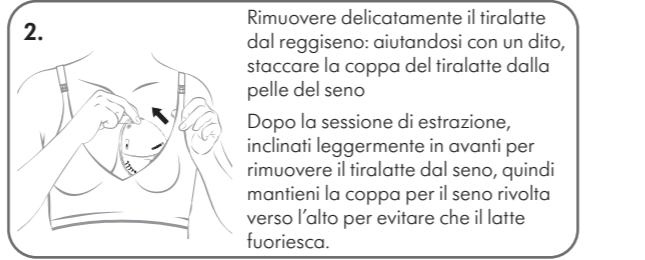 2.
Rimuovere delicatamente il tiralatte
dal reggiseno: aiutandosi con un dito,
staccare la coppa del tiralatte dalla
pelle del seno
Dopo la sessione di estrazione,
inclinati leggermente in avanti per
rimuovere il tiralatte dal seno, quindi
mantieni la coppa per il seno rivolta
verso l’alto per evitare che il latte
fuoriesca.